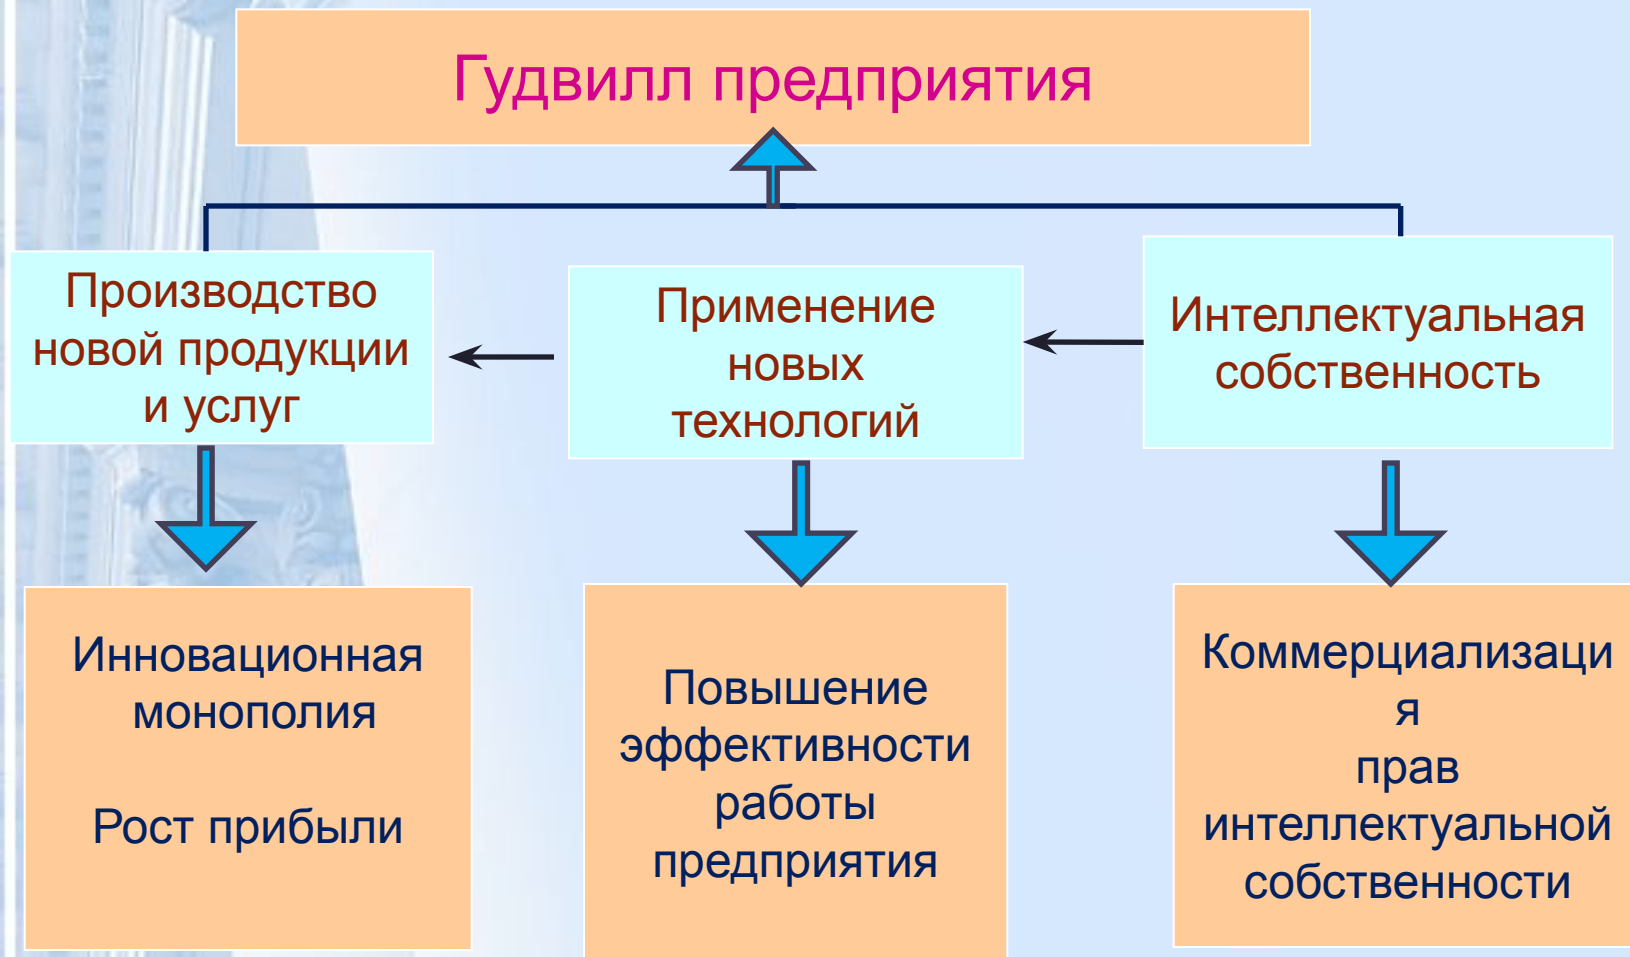 Гудвилл предприятия
Производство
новой продукции
и услуг
Применение
новых
технологий
Интеллектуальная
собственность
Инновационная
монополия
Рост прибыли
Повышение
эффективности
работы
предприятия
Коммерциализаци
я
прав
интеллектуальной
собственности